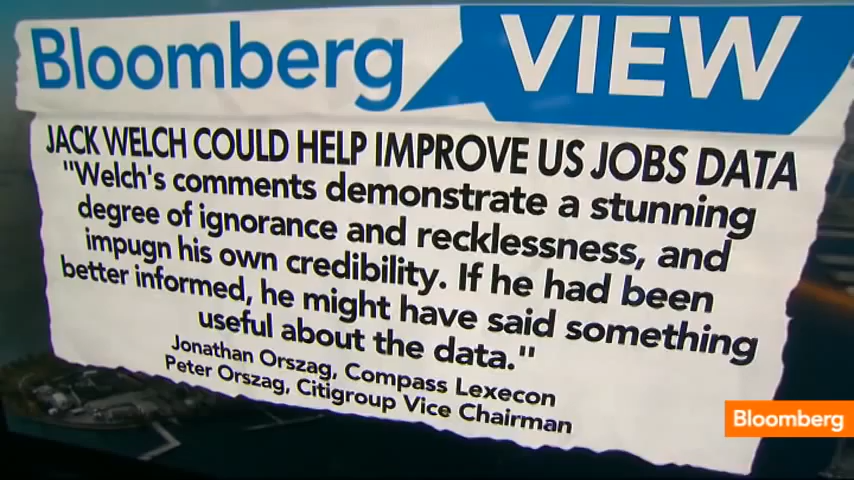 Bloomberg VIEW
JACK WELCH COULD HELP IMPROVE US JOBS DATA
"Welch's comments demonstrate a stunning
degree of ignorance and recklessness, and
impugn his own credibility. If he had been
better informed, he might have said something
useful about the data."
Jonathan Orszag, Compass Lexecon
Peter Orszag, Citigroup Vice Chairman
Bloomberg